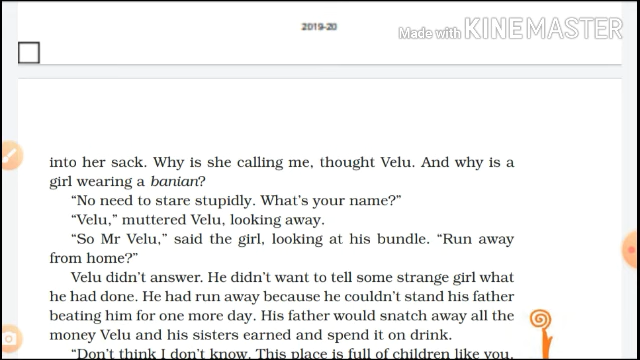 2019-20
Made with KINEMASTER
into her sack. Why is she calling me, thought Velu. And why is a
girl wearing a banian?
“No need to stare stupidly. What’s your name?”
“Velu,” muttered Velu, looking away.
“So Mr Velu,” said the girl, looking at his bundle. “Run away
from home?”
Velu didn’t answer. He didn’t want to tell some strange girl what
he had done. He had run away because he couldn’t stand his father
beating him for one more day. His father would snatch away all the
money Velu and his sisters earned and spend it on drink.
“Don’t think I don’t know. This place is full of children like you.